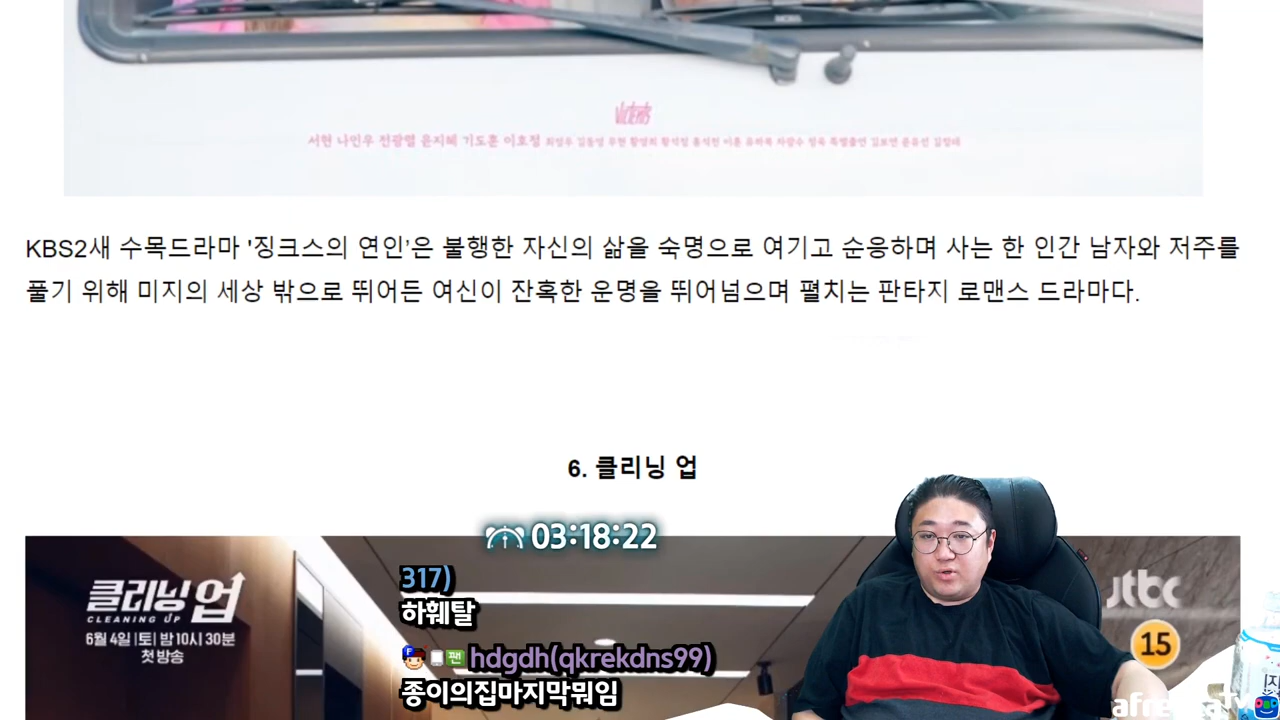 서현 나인우 전광렬 윤지혜 기도훈 이호정
KBS2새 수목드라마 '징크스의 연인'은 불행한 자신의 삶을 숙명으로 여기고 순응하며 사는 한 인간 남자와 저주를
풀기 위해 미지의 세상 밖으로 뛰어든 여신이 잔혹한 운명을 뛰어넘으며 펼치는 판타지 로맨스 드라마다.
6. 클리닝 업
03:18:22
클리닝 업
CLEANING UP
6월 4일 |토| 밤 10시 30분
첫 방송
317)
하훼탈
팬 hdgdh(qkrekdns99)
종이의집마지막뭐임
jtbc
15